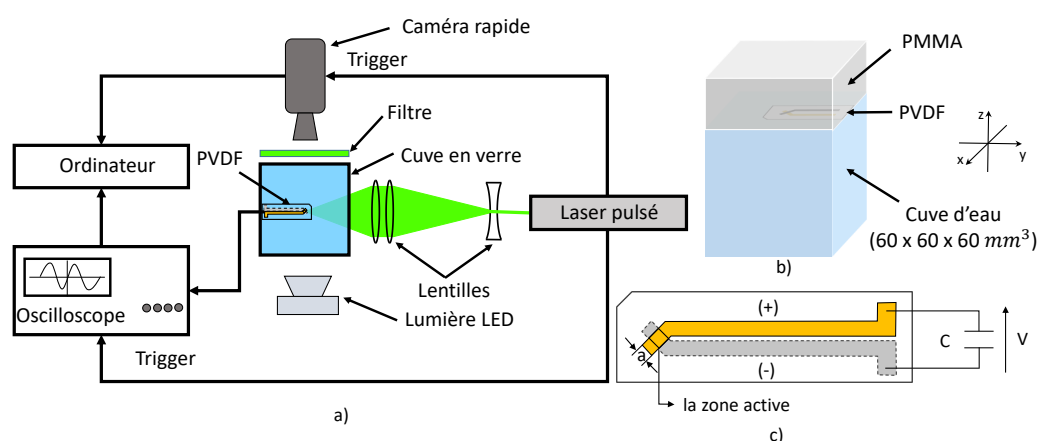 Caméra rapide
Trigger
Filtre
Ordinateur
PVDF
Cuve en verre
Laser pulsé
Oscilloscope
Lentilles
Lumière LED
Trigger
a)
PMMA
PVDF
z
x
y
Cuve d'eau
(60 x 60 x 60 mm³)
b)
(+)
C
V
a
(-)
la zone active
c)